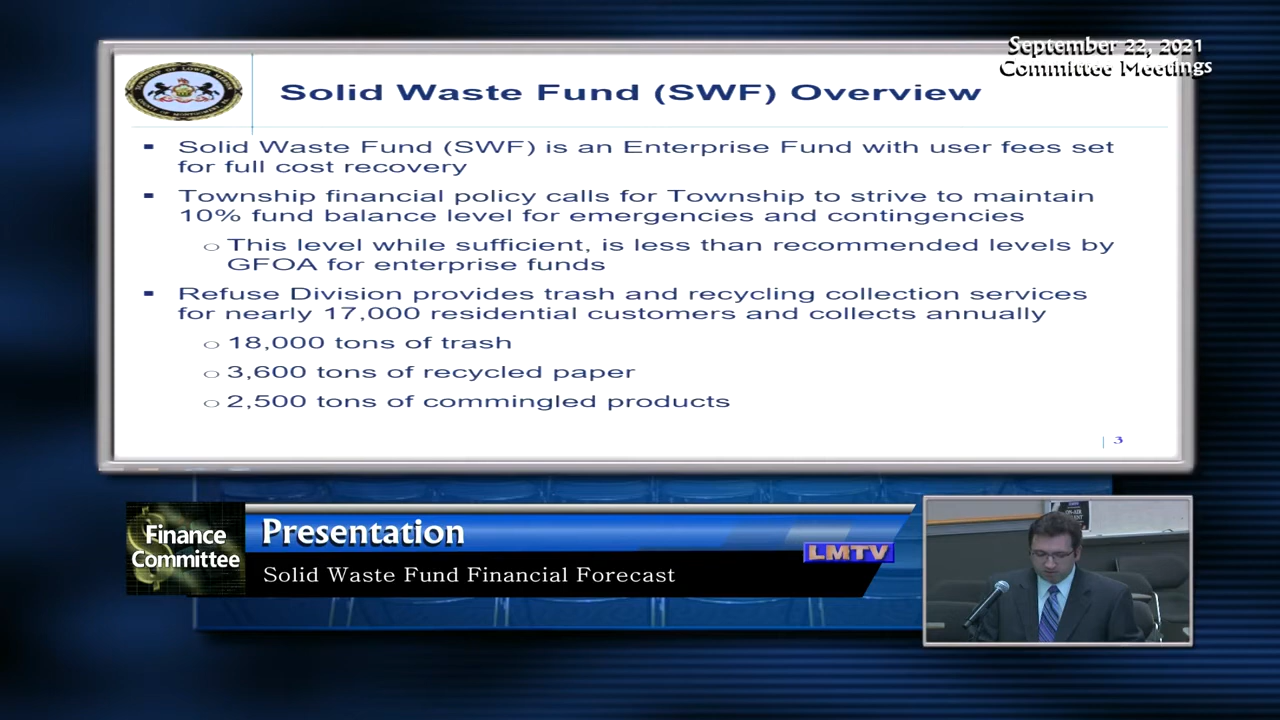 September 22, 2021
Committee Meetings
Solid Waste Fund (SWF) Overview
▪ Solid Waste Fund (SWF) is an Enterprise Fund with user fees set
for full cost recovery
▪ Township financial policy calls for Township to strive to maintain
10% fund balance level for emergencies and contingencies
○ This level while sufficient, is less than recommended levels by
GFOA for enterprise funds
▪ Refuse Division provides trash and recycling collection services
for nearly 17,000 residential customers and collects annually
○ 18,000 tons of trash
○ 3,600 tons of recycled paper
○ 2,500 tons of commingled products
3
Finance
Committee
Presentation
LMTV
Solid Waste Fund Financial Forecast